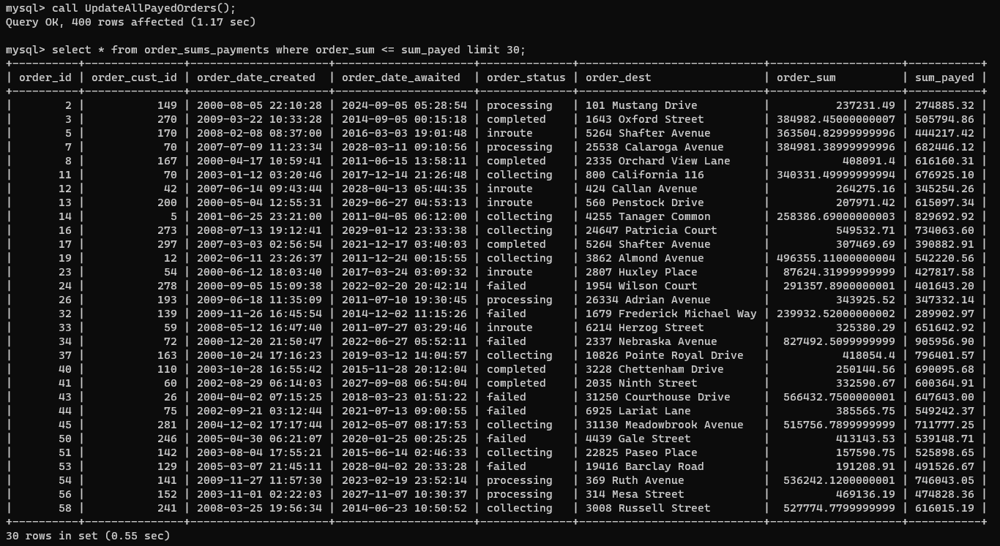 mysql> call UpdateAllPayedOrders();
Query OK, 400 rows affected (1.17 sec)
mysql> select * from order_sums_payments where order_sum <= sum_payed limit 30;
+----------+---------------+---------------------+---------------------+--------------+----------------------------+--------------------+-----------+
| order_id | order_cust_id | order_date_created  | order_date_awaited  | order_status | order_dest                 | order_sum          | sum_payed |
+----------+---------------+---------------------+---------------------+--------------+----------------------------+--------------------+-----------+
|        2 |           149 | 2000-08-05 22:10:28 | 2024-09-05 05:28:54 | processing   | 101 Mustang Drive          |          237231.49 | 274885.32 |
|        3 |           270 | 2009-03-22 10:33:28 | 2014-09-05 00:15:18 | completed    | 1643 Oxford Street         | 384982.45000000007 | 505794.86 |
|        5 |           170 | 2008-02-08 08:37:00 | 2016-03-03 19:01:48 | inroute      | 5264 Shafter Avenue        | 363504.82999999996 | 444217.42 |
|        7 |            70 | 2007-07-09 11:23:34 | 2028-03-11 09:10:56 | processing   | 25538 Calaroga Avenue      | 384981.38999999996 | 682446.12 |
|        8 |           167 | 2000-04-17 10:59:41 | 2011-06-15 13:58:11 | completed    | 2335 Orchard View Lane     |           408091.4 | 616160.31 |
|       11 |            70 | 2003-01-12 03:20:46 | 2017-12-14 21:26:48 | collecting   | 800 California 116         | 340331.49999999994 | 676925.10 |
|       12 |            42 | 2007-06-14 09:43:44 | 2028-04-13 05:44:35 | inroute      | 424 Callan Avenue          |          264275.16 | 345254.26 |
|       13 |           200 | 2000-05-04 12:55:31 | 2029-06-27 04:53:13 | inroute      | 560 Penstock Drive         |          207971.42 | 615097.34 |
|       14 |             5 | 2001-06-25 23:21:00 | 2011-04-05 06:12:00 | collecting   | 4255 Tanager Common        | 258386.69000000003 | 829692.92 |
|       16 |           273 | 2008-07-13 19:12:41 | 2029-01-12 23:33:38 | collecting   | 24647 Patricia Court       |          549532.71 | 734063.60 |
|       17 |           297 | 2007-03-03 02:56:54 | 2021-12-17 03:40:03 | completed    | 5264 Shafter Avenue        |          307469.69 | 390882.91 |
|       19 |            12 | 2002-06-11 23:26:37 | 2011-12-24 00:15:55 | collecting   | 3862 Almond Avenue         | 496355.11000000004 | 542220.56 |
|       23 |            54 | 2000-06-12 18:03:40 | 2017-03-24 03:09:32 | inroute      | 2807 Huxley Place          |  87624.31999999999 | 427817.58 |
|       24 |           278 | 2000-09-05 15:09:38 | 2022-02-20 20:42:14 | failed       | 1954 Wilson Court          |  291357.8900000001 | 401643.20 |
|       26 |           193 | 2009-06-18 11:35:09 | 2011-07-10 19:30:45 | processing   | 26334 Adrian Avenue        |          343925.52 | 347332.14 |
|       32 |           139 | 2009-11-26 16:45:54 | 2014-12-02 11:15:26 | failed       | 1679 Frederick Michael Way | 239932.52000000002 | 289902.97 |
|       33 |            59 | 2008-05-12 16:47:40 | 2011-07-27 03:29:46 | inroute      | 6214 Herzog Street         |          325380.29 | 651642.92 |
|       34 |            72 | 2000-12-20 21:50:47 | 2022-06-27 05:52:11 | failed       | 2337 Nebraska Avenue       |  827492.5099999999 | 905956.90 |
|       37 |           163 | 2000-10-24 17:16:23 | 2019-03-12 14:04:57 | collecting   | 10826 Pointe Royal Drive   |           418054.4 | 796401.57 |
|       40 |           110 | 2003-10-28 16:55:42 | 2015-11-28 20:12:04 | completed    | 3228 Chettenham Drive      |          250144.56 | 690095.68 |
|       41 |            60 | 2002-08-29 06:14:03 | 2027-09-08 06:54:04 | completed    | 2035 Ninth Street          |          332590.67 | 600364.91 |
|       43 |            26 | 2004-04-02 07:15:25 | 2018-03-23 01:51:22 | failed       | 31250 Courthouse Drive     |  566432.7500000001 | 647643.00 |
|       44 |            75 | 2002-09-21 03:12:44 | 2021-07-13 09:00:55 | failed       | 6925 Lariat Lane           |          385565.75 | 549242.37 |
|       45 |           281 | 2004-12-02 17:17:44 | 2012-05-07 08:17:53 | collecting   | 31130 Meadowbrook Avenue   |  515756.7899999999 | 711777.25 |
|       50 |           246 | 2005-04-30 06:21:07 | 2020-01-25 00:25:25 | failed       | 4439 Gale Street           |          413143.53 | 539148.71 |
|       51 |           142 | 2003-08-04 17:55:21 | 2015-06-14 02:46:33 | collecting   | 22825 Paseo Place          |          157590.75 | 525898.65 |
|       53 |           129 | 2005-03-07 21:45:11 | 2028-04-02 20:33:28 | failed       | 19416 Barclay Road         |          191208.91 | 491526.67 |
|       54 |           141 | 2009-11-27 11:57:30 | 2023-02-19 23:52:14 | processing   | 369 Ruth Avenue            |  536242.1200000001 | 746043.05 |
|       56 |           152 | 2003-11-01 02:22:03 | 2027-11-07 10:30:37 | processing   | 314 Mesa Street            |          469136.19 | 474828.36 |
|       58 |           241 | 2008-03-25 19:56:34 | 2014-06-23 10:50:52 | collecting   | 3008 Russell Street        |  527774.7799999999 | 616015.19 |
+----------+---------------+---------------------+---------------------+--------------+----------------------------+--------------------+-----------+
30 rows in set (0.55 sec)